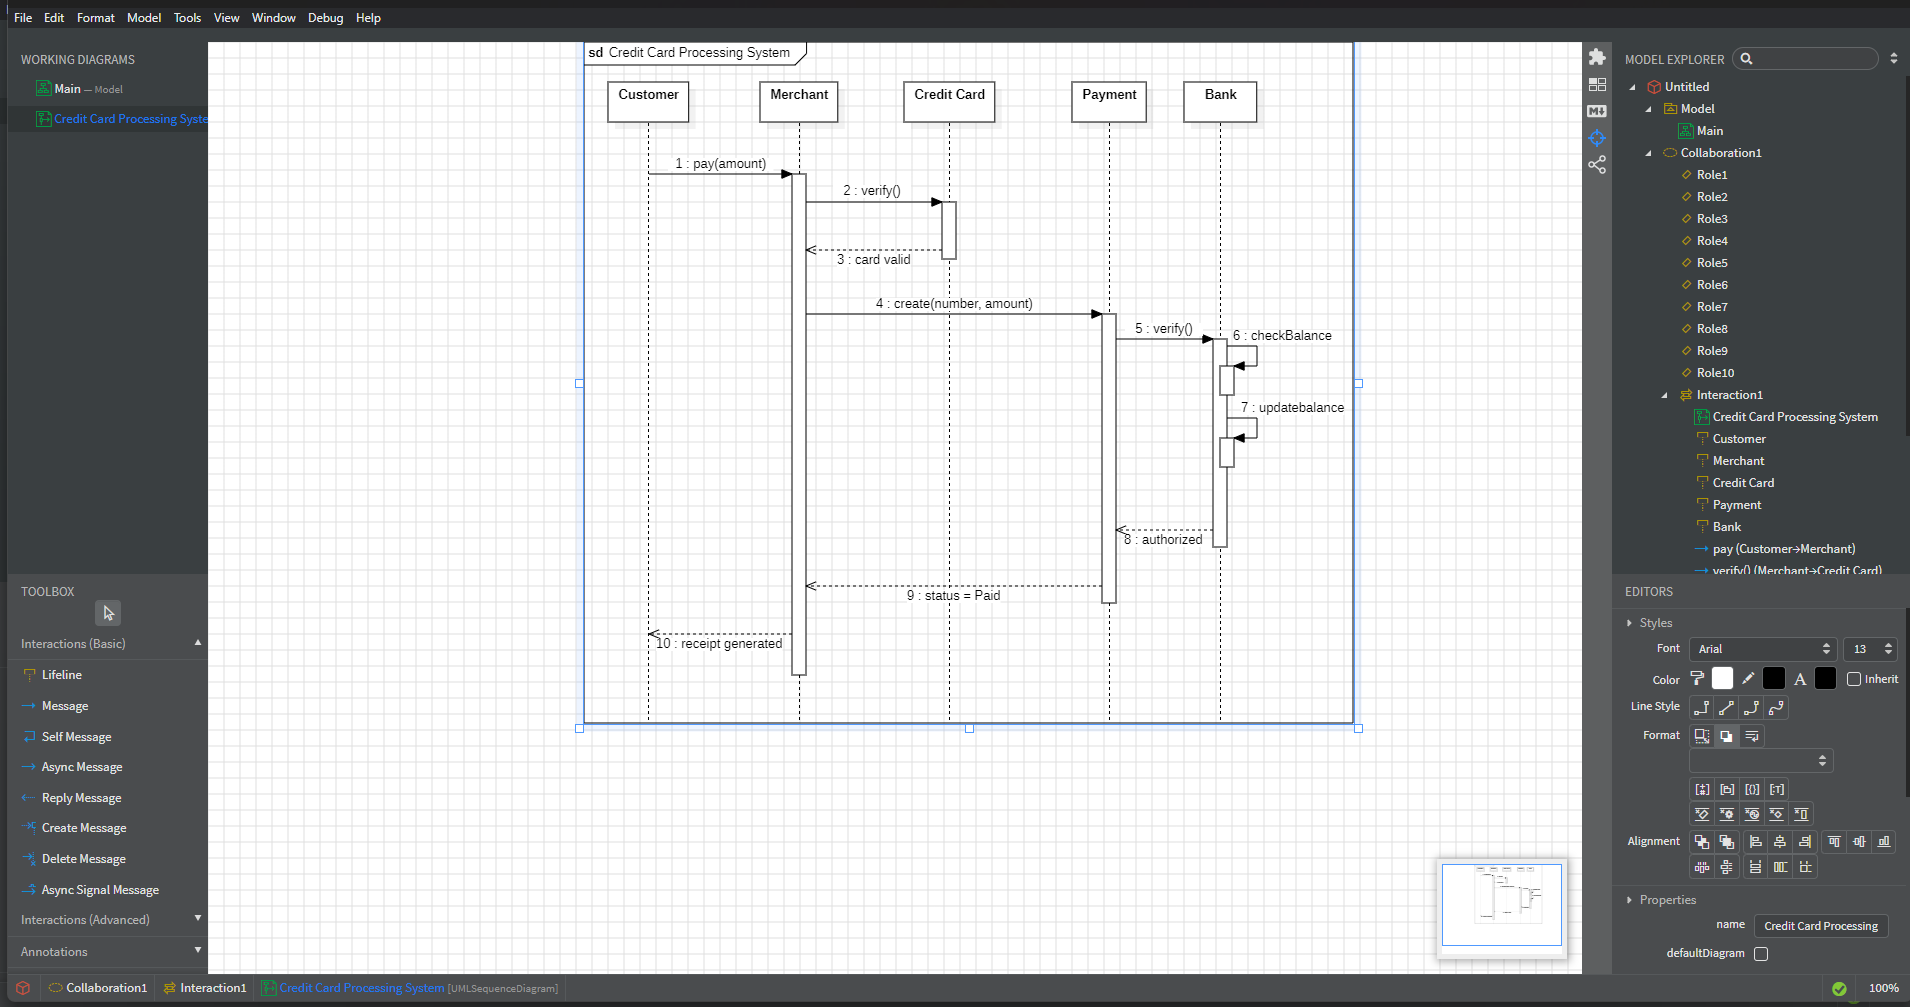 File Edit Format Model Tools View Window Debug Help
WORKING DIAGRAMS
Main — Model
Credit Card Processing Syste
TOOLBOX
Interactions (Basic)
Lifeline
Message
Self Message
Async Message
Reply Message
Create Message
Delete Message
Async Signal Message
Interactions (Advanced)
Annotations
sd Credit Card Processing System
Customer Merchant Credit Card Payment Bank
1 : pay(amount)
2 : verify()
3 : card valid
4 : create(number, amount)
5 : verify()
6 : checkBalance
7 : updatebalance
8 : authorized
9 : status = Paid
10 : receipt generated
MODEL EXPLORER
Untitled
Model
Main
Collaboration1
Role1
Role2
Role3
Role4
Role5
Role6
Role7
Role8
Role9
Role10
Interaction1
Credit Card Processing System
Customer
Merchant
Credit Card
Payment
Bank
pay (Customer→Merchant)
verify() (Merchant→Credit Card)
EDITORS
Styles
Font Arial 13
Color A Inherit
Line Style
Format
Alignment
Properties
name Credit Card Processing
defaultDiagram
Collaboration1 Interaction1 Credit Card Processing System [UMLSequenceDiagram] 100%